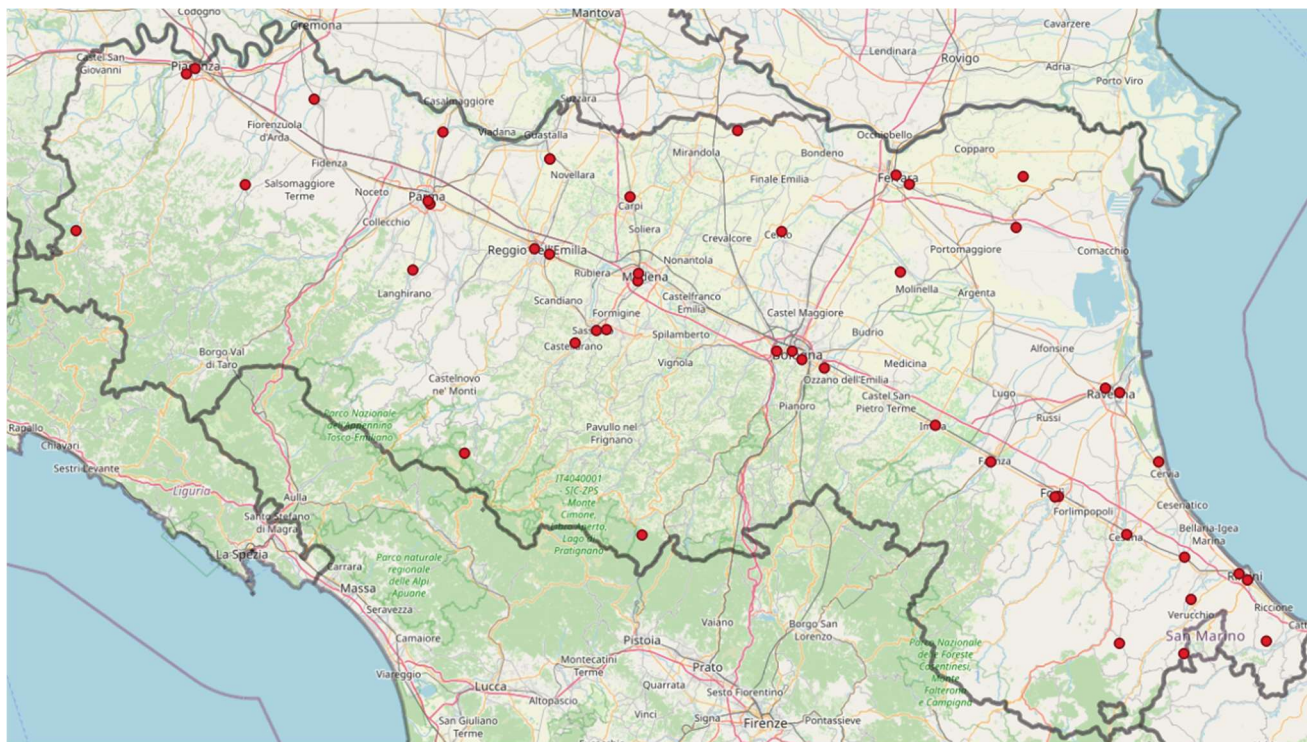 Codogno
Cremona
Mantova
Cavarzere
Castel San
Giovanni
Piacenza
Lendinara
Rovigo
Adria
Porto Viro
Casalmaggiore
Suzzara
Fiorenzuola
d'Arda
Viadana
Guastalla
Occhiobello
Copparo
Fidenza
Mirandola
Bondeno
Salsomaggiore
Terme
Noceto
Novellara
Finale Emilia
Ferrara
Parma
Carpi
Collecchio
Soliera
Crevalcore
Cento
Portomaggiore
Comacchio
Reggio nell'Emilia
Rubiera
Modena
Nonantola
Langhirano
Scandiano
Castelfranco
Emilia
Molinella
Argenta
Formigine
Castel Maggiore
Sass
Castellarano
Spilamberto
Budrio
Borgo Val
di Taro
Vignola
Bologna
Medicina
Alfonsine
Castelnovo
ne' Monti
Ozzano dell'Emilia
Castel San
Pietro Terme
Lugo
Ravenna
Pianoro
Russi
Parco Nazionale
dell'Appennino
Tosco-Emiliano
Rapallo
Chiavari
Pavullo nel
Frignano
Imola
Sestri Levante
Faenza
Cervia
Liguria
Aulla
IT4040001
- SIC-ZPS
Monte
Cimone,
Libro Aperto,
Lago di
Pratignano
Forlì
Forlimpopoli
Cesenatico
Santo Stefano
di Magra
Bellaria-Igea
Marina
Cesena
La Spezia
Carrara
Parco naturale
regionale
delle Alpi
Apuane
Massa
Rimini
Seravezza
Riccione
Verucchio
Vaiano
Borgo San
Lorenzo
Camaiore
Pistoia
San Marino
Catt
Parco Nazionale
delle Foreste
Casentinesi,
Monte
Falterona
e Campigna
Montecatini
Terme
Prato
Viareggio
Lucca
Altopascio
Quarrata
Sesto Fiorentino
San Giuliano
Terme
Vinci
Signa
Firenze
Pontassieve